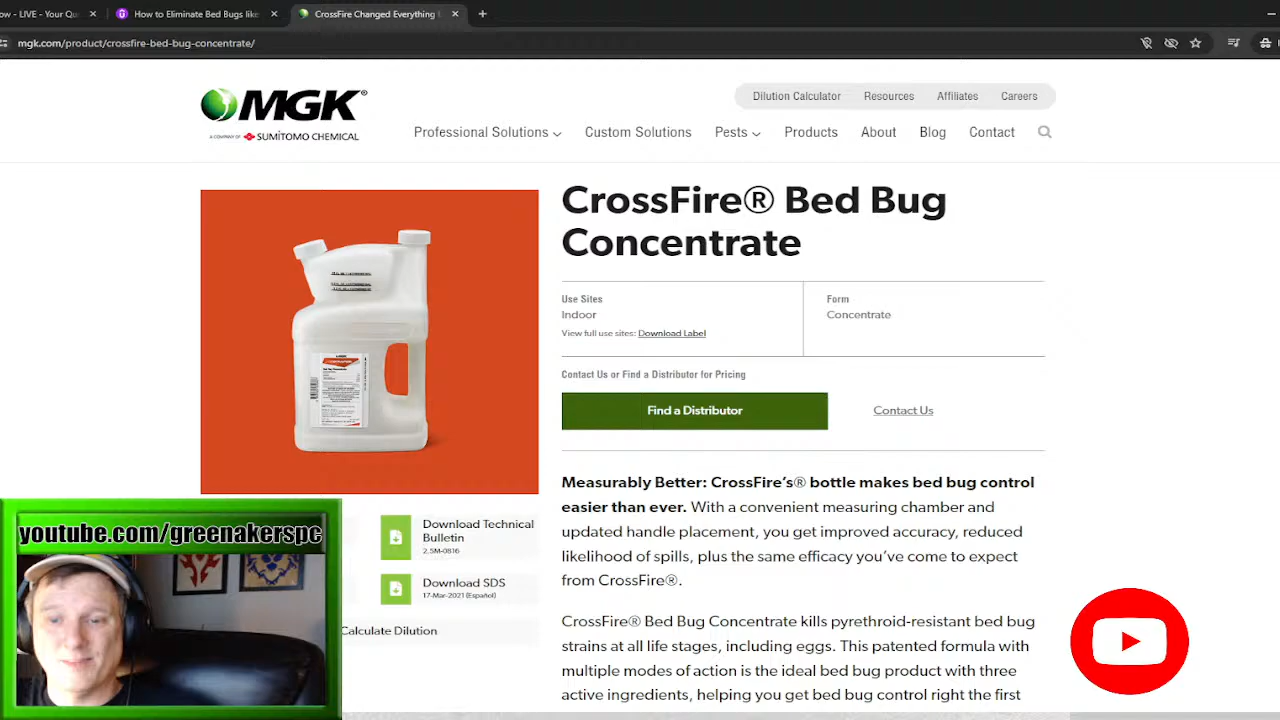 w - LIVE - Your Qu
How to Eliminate Bed Bugs like
CrossFire Changed Everything
mgk.com/product/crossfire-bed-bug-concentrate/
MGK®
A COMPANY OF SUMITOMO CHEMICAL
Dilution Calculator Resources Affiliates Careers
Professional Solutions Custom Solutions Pests Products About Blog Contact
CrossFire® Bed Bug
Concentrate
Use Sites
Indoor
View full use sites: Download Label
Form
Concentrate
Contact Us or Find a Distributor for Pricing
Find a Distributor
Contact Us
Measurably Better: CrossFire's® bottle makes bed bug control
easier than ever. With a convenient measuring chamber and
updated handle placement, you get improved accuracy, reduced
likelihood of spills, plus the same efficacy you've come to expect
from CrossFire®.
CrossFire® Bed Bug Concentrate kills pyrethroid-resistant bed bug
strains at all life stages, including eggs. This patented formula with
multiple modes of action is the ideal bed bug product with three
active ingredients, helping you get bed bug control right the first
Download Technical
Bulletin
2.5M-0816
Download SDS
17-Mar-2021 (Español)
Calculate Dilution
youtube.com/greenakerspc